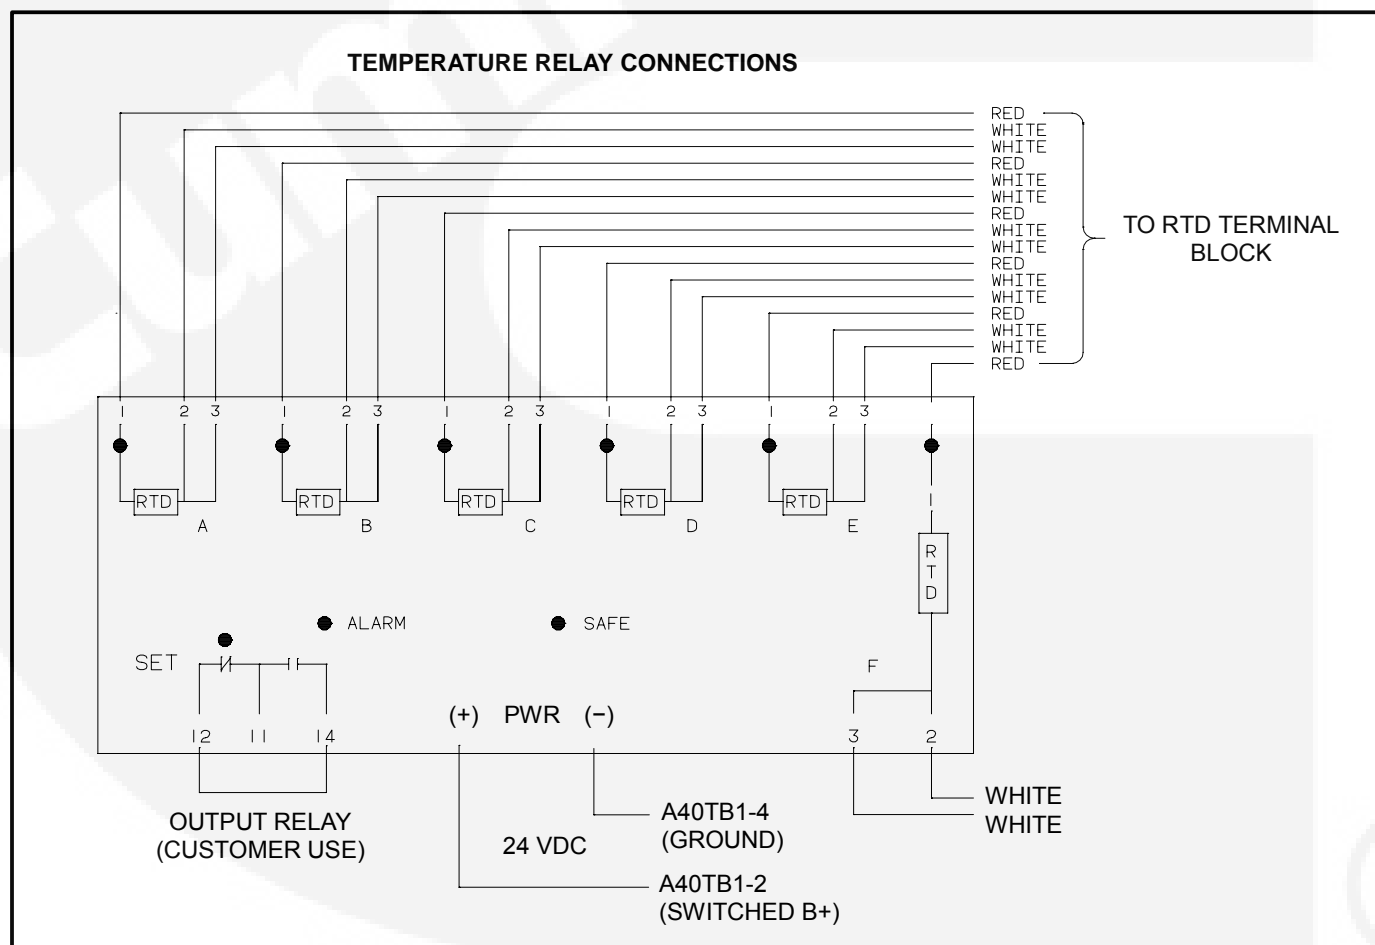 TEMPERATURE RELAY CONNECTIONS
RED
WHITE
WHITE
RED
WHITE
WHITE
RED
WHITE
WHITE
RED
WHITE
WHITE
RED
WHITE
WHITE
RED
TO RTD TERMINAL
BLOCK
1 2 3 1 2 3 1 2 3 1 2 3 1 2 3
RTD RTD RTD RTD RTD 1
A B C D E
RTD
ALARM SAFE
SET
F
(+) PWR (−)
12 11 14 3 2
WHITE
WHITE
OUTPUT RELAY
(CUSTOMER USE)
24 VDC
A40TB1-4
(GROUND)
A40TB1-2
(SWITCHED B+)